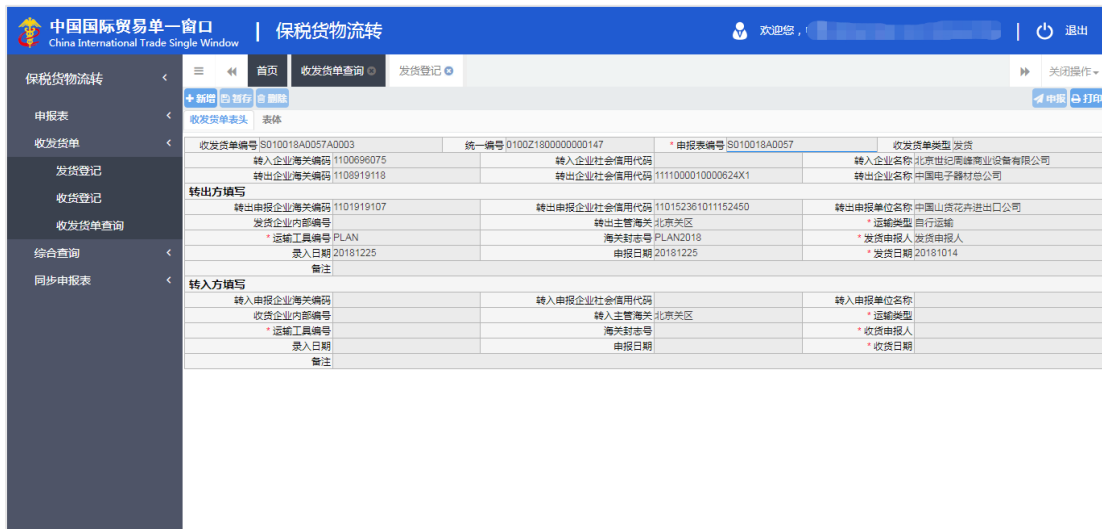 中国国际贸易单一窗口 | 保税货物流转 欢迎您， | 退出
China International Trade Single Window
保税货物流转 首页 收发货单查询 发货登记 关闭操作
新增 暂存 删除 申报 打印
申报表 收发货单表头 表体
收发货单 收发货单编号 S010018A0057A0003 统一编号 0100Z1800000000147 * 申报表编号 S010018A0057 收发货单类型 发货
转入企业海关编码 1100696075 转入企业社会信用代码 转入企业名称 北京世纪周峰商业设备有限公司
发货登记 转出企业海关编码 1108919118 转出企业社会信用代码 1111000010000624X1 转出企业名称 中国电子器材总公司
转出方填写
收货登记 转出申报企业海关编码 1101919107 转出申报企业社会信用代码 110152361011152450 转出申报单位名称 中国山货花卉进出口公司
收发货单查询 发货企业内部编号 转出主管海关 北京关区 * 运输类型 自行运输
* 运输工具编号 PLAN 海关封志号 PLAN2018 * 发货申报人 发货申报人
综合查询 录入日期 20181225 申报日期 20181225 * 发货日期 20181014
备注
同步申报表 转入方填写
转入申报企业海关编码 转入申报企业社会信用代码 转入申报单位名称
收货企业内部编号 转入主管海关 北京关区 * 运输类型
* 运输工具编号 海关封志号 * 收货申报人
录入日期 申报日期 * 收货日期
备注